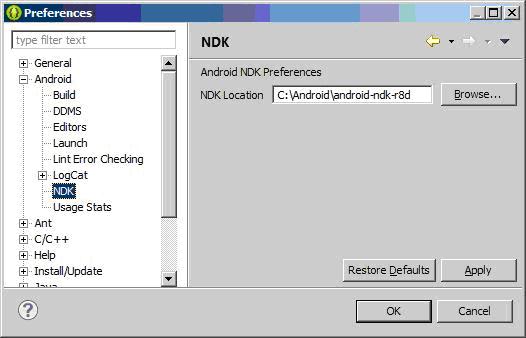 Preferences
type filter text
General
Android
Build
DDMS
Editors
Launch
Lint Error Checking
LogCat
NDK
Usage Stats
Ant
C/C++
Help
Install/Update
Java
NDK
Android NDK Preferences
NDK Location C:\Android\android-ndk-r8d Browse...
Restore Defaults Apply
? OK Cancel